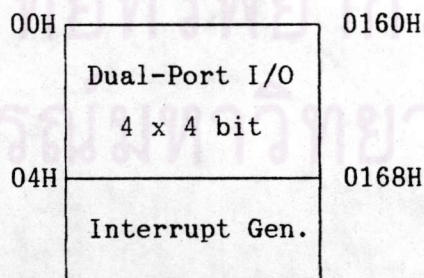 00H 0160H
Dual-Port I/O
4 x 4 bit
04H 0168H
Interrupt Gen.